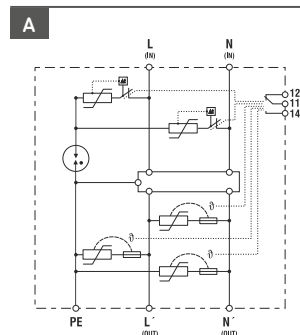 A
L N
(IN) (IN)
12
11
14
ϑ
ϑ
ϑ
PE L´ N´
(OUT) (OUT)